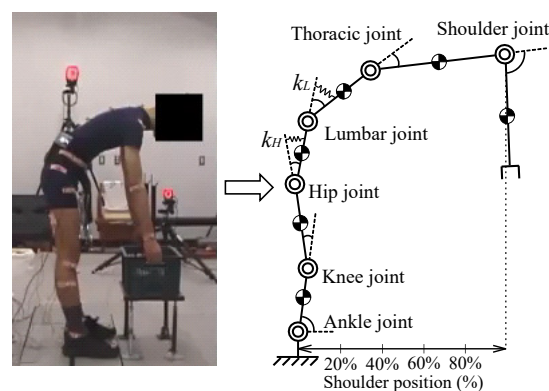 Thoracic joint
Shoulder joint
kL
Lumbar joint
kH
Hip joint
Knee joint
Ankle joint
20% 40% 60% 80%
Shoulder position (%)